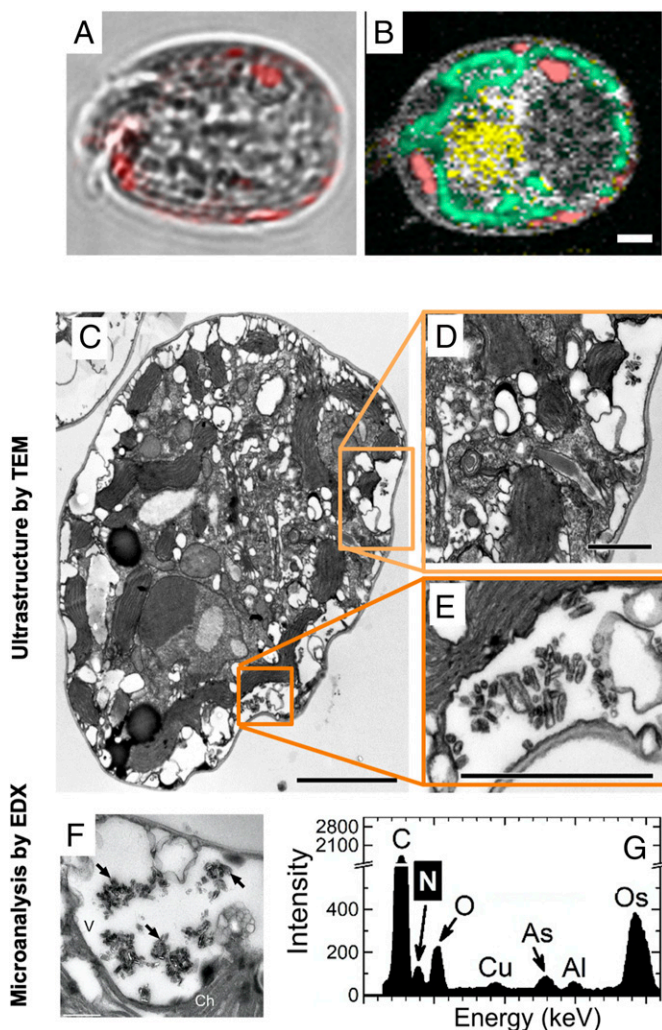 A
B
C
D
E
Ultrastructure by TEM
Microanalysis by EDX
F
V
Ch
G
2800
2100
400
200
0
Intensity
C
N
O
Cu
As
Al
Os
Energy (keV)